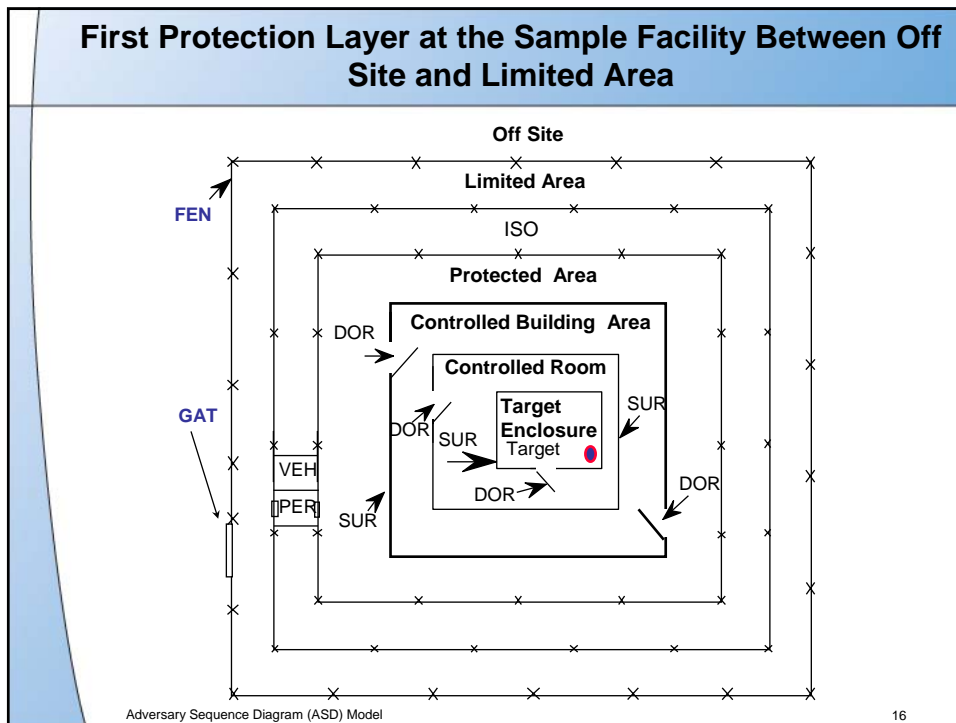 First Protection Layer at the Sample Facility Between Off
Site and Limited Area
Off Site
Limited Area
FEN
ISO
Protected Area
Controlled Building Area
DOR
Controlled Room
Target
Enclosure
SUR
GAT
DOR
SUR
Target
VEH
DOR
DOR
PER
SUR
Adversary Sequence Diagram (ASD) Model
16